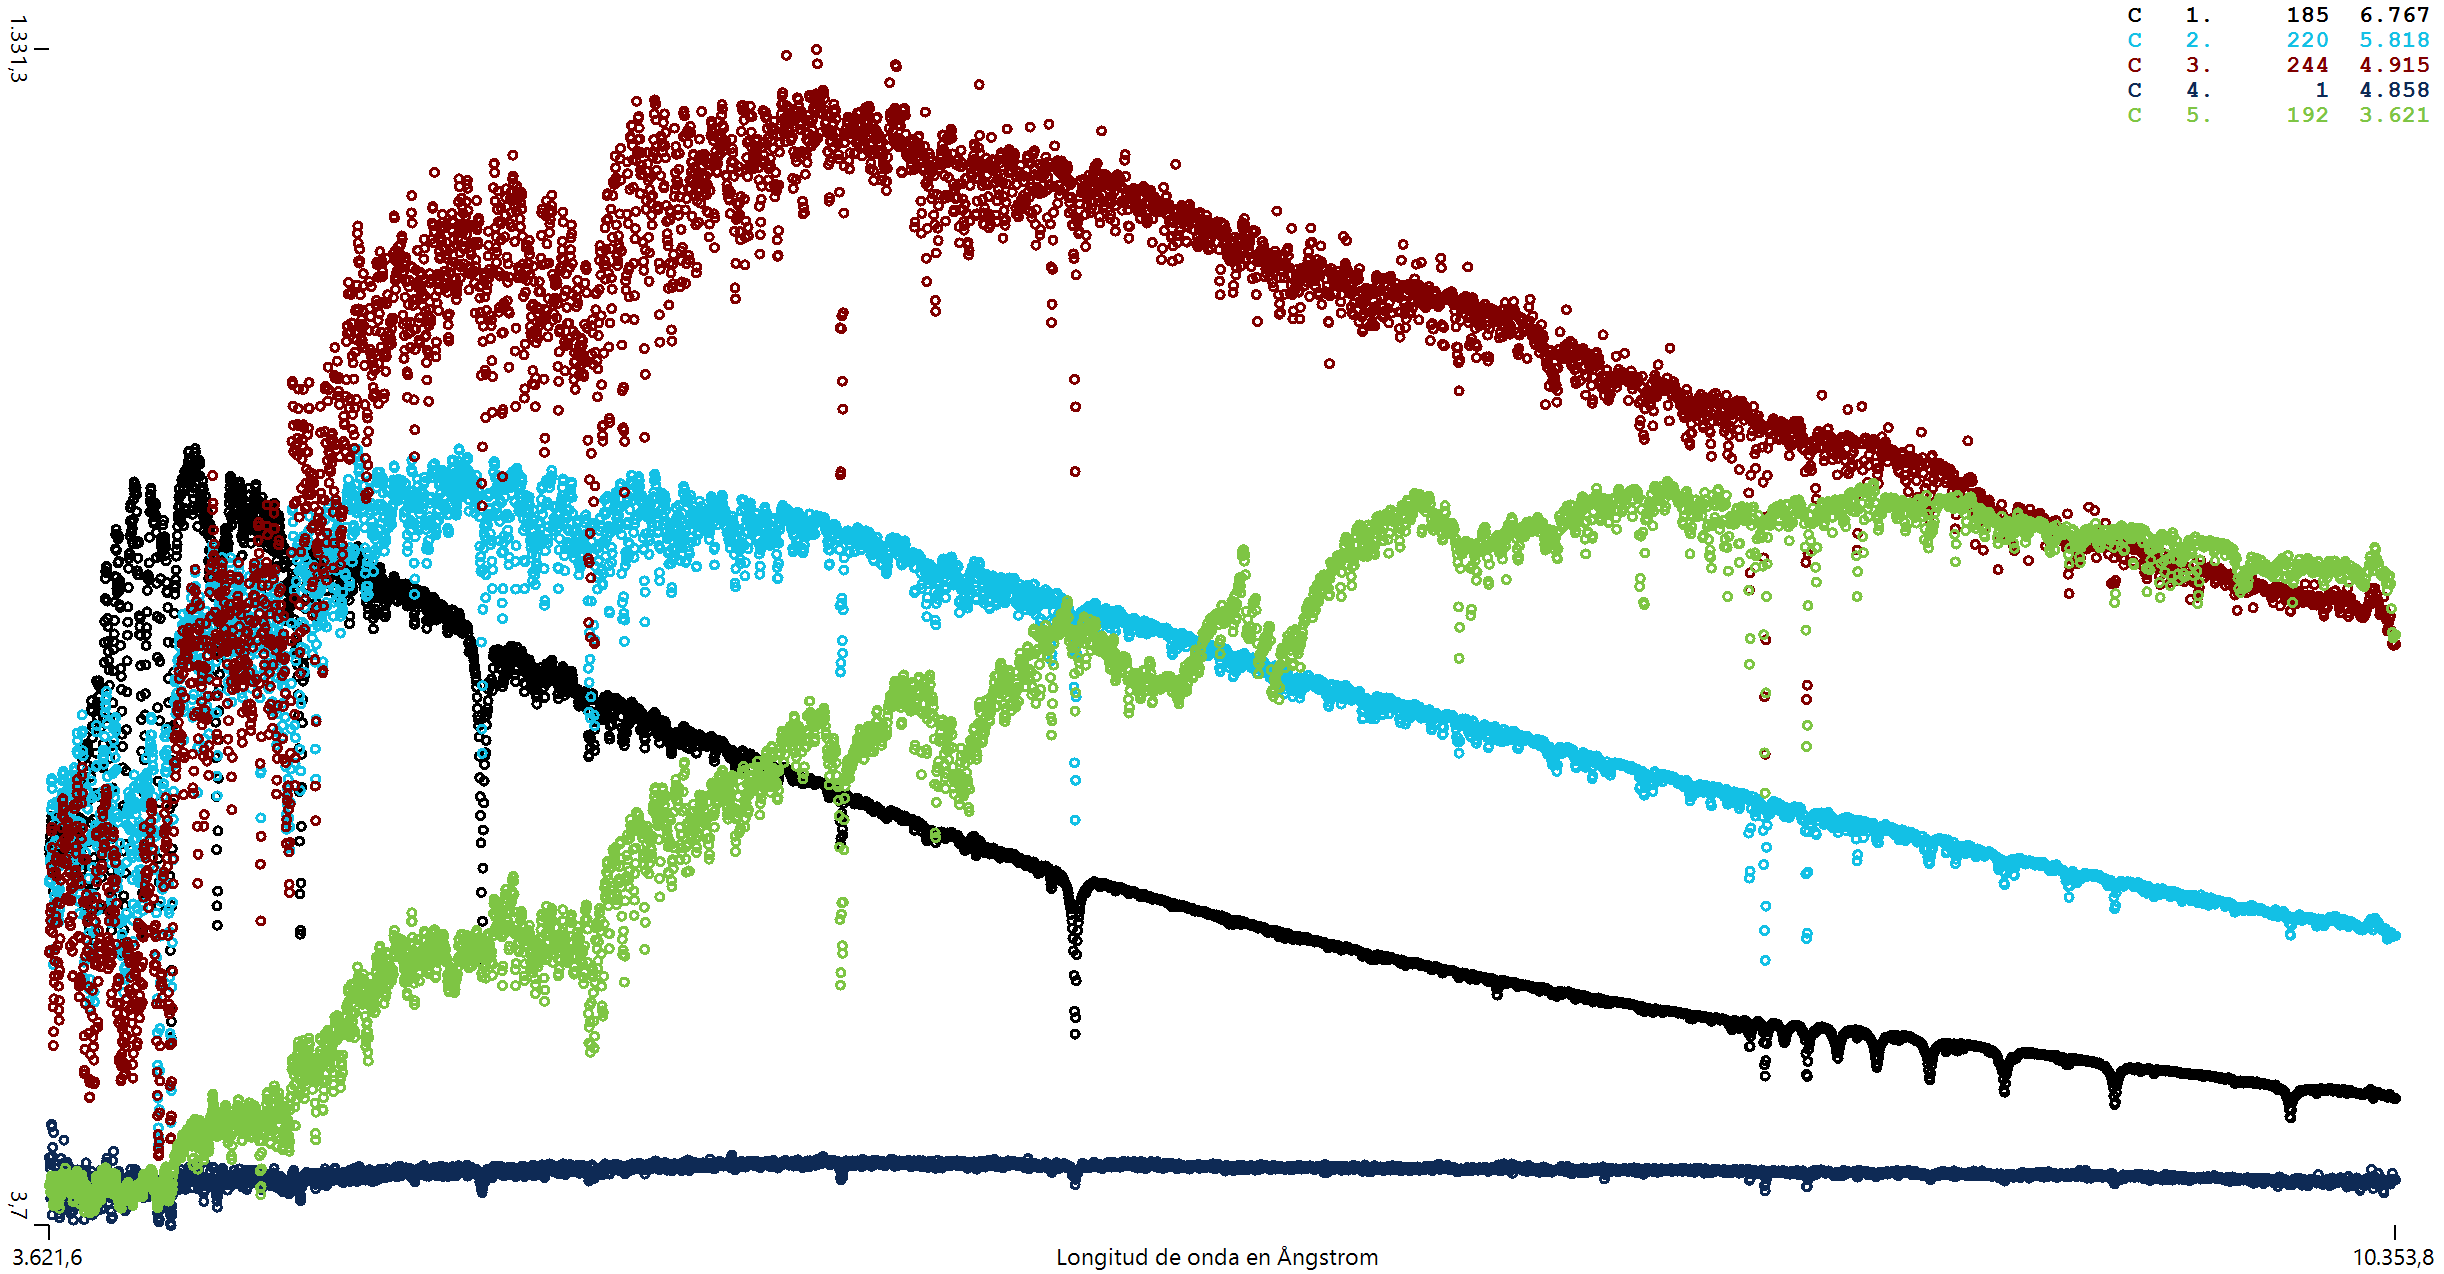 C 1. 185 6.767
C 2. 220 5.818
C 3. 244 4.915
C 4. 1 4.858
C 5. 192 3.621
1.331,3
3,7
3.621,6 Longitud de onda en Ångstrom 10.353,8